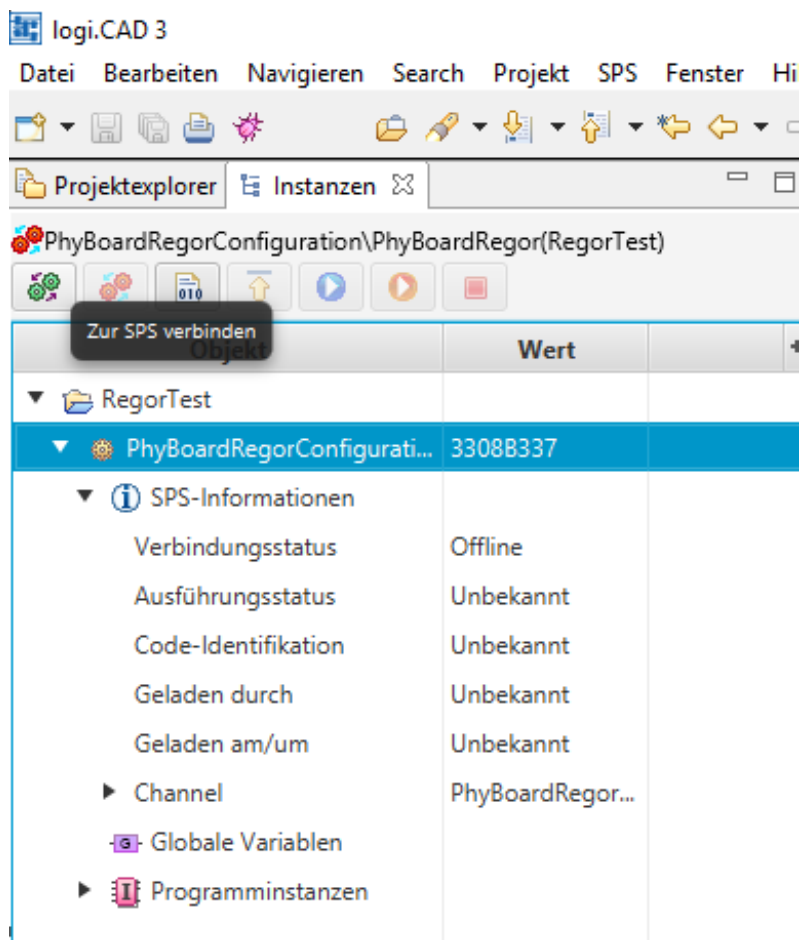 logi.CAD 3
Datei Bearbeiten Navigieren Search Projekt SPS Fenster Hi
Projektexplorer Instanzen
PhyBoardRegorConfiguration\PhyBoardRegor(RegorTest)
010
Zur SPS verbinden
Objekt Wert
RegorTest
PhyBoardRegorConfigurati... 3308B337
SPS-Informationen
Verbindungsstatus Offline
Ausführungsstatus Unbekannt
Code-Identifikation Unbekannt
Geladen durch Unbekannt
Geladen am/um Unbekannt
Channel PhyBoardRegor...
G Globale Variablen
I Programminstanzen